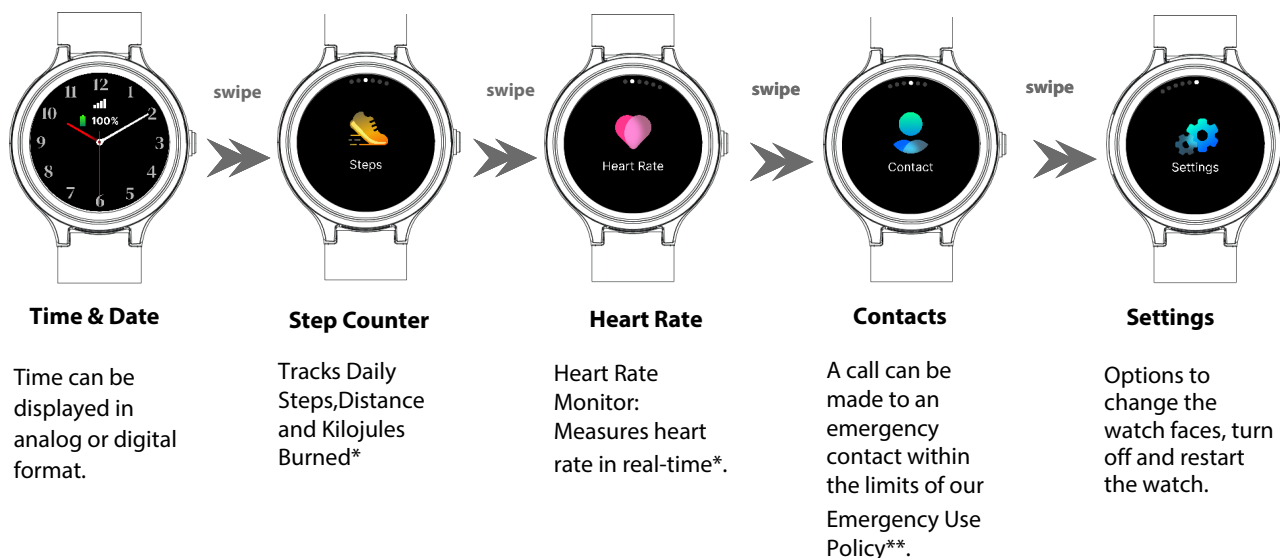 12
11
1
10
2
100%
9
3
8
4
7
5
6
swipe
Steps
swipe
Heart Rate
swipe
Contact
swipe
Settings
Time & Date
Time can be
displayed in
analog or digital
format.
Step Counter
Tracks Daily
Steps,Distance
and Kilojules
Burned*
Heart Rate
Heart Rate
Monitor:
Measures heart
rate in real-time*.
Contacts
A call can be
made to an
emergency
contact within
the limits of our
Emergency Use
Policy**.
Settings
Options to
change the
watch faces, turn
off and restart
the watch.